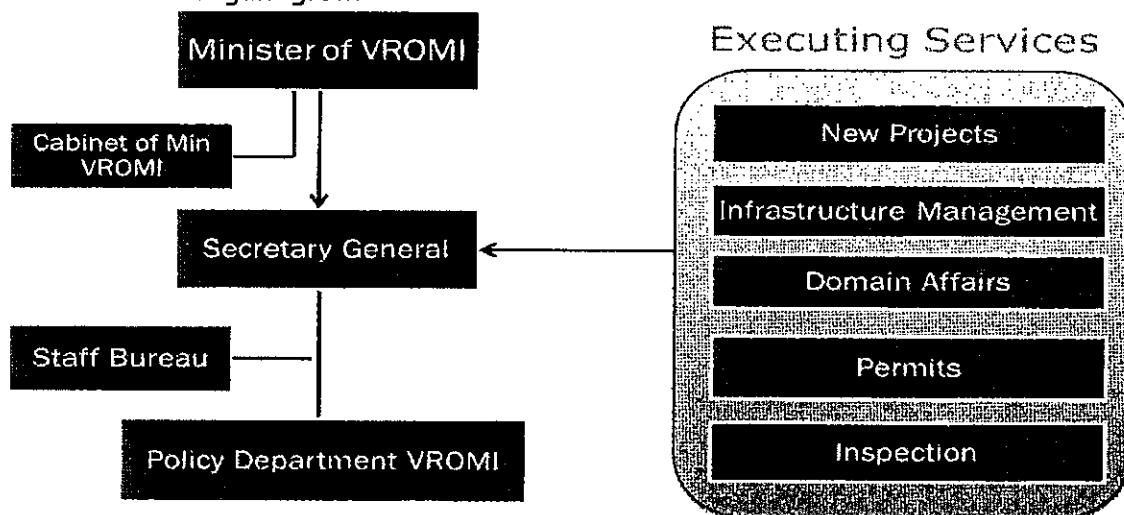 Minister of VROMI
Cabinet of Min
VROMI
Secretary General
Staff Bureau
Policy Department VROMI
Executing Services
New Projects
Infrastructure Management
Domain Affairs
Permits
Inspection